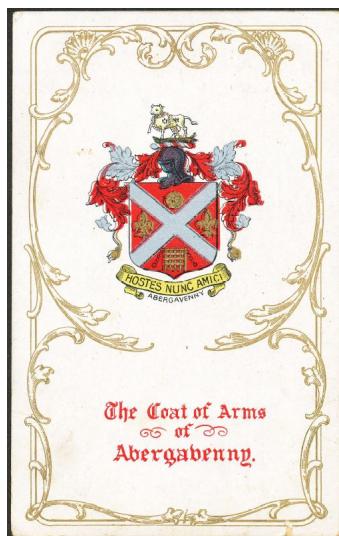 HOSTES NUNC AMICI
ABERGAVENNY
The Coat of Arms
of
Abergavenny.